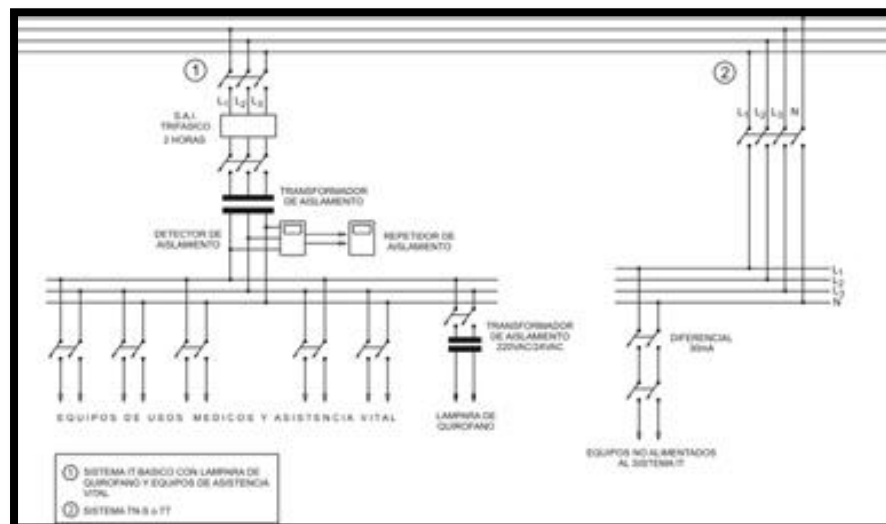 1
L1 L2 L3
S.A.I.
TRIFASICO
2 HORAS
TRANSFORMADOR
DE AISLAMIENTO
DETECTOR DE
AISLAMIENTO
REPETIDOR DE
AISLAMIENTO
TRANSFORMADOR
DE AISLAMIENTO
220VAC/24VAC
EQUIPOS DE USOS MEDICOS Y ASISTENCIA VITAL
LAMPARA DE
QUIROFANO
2
L1 L2 L3 N
L1
L2
L3
N
DIFERENCIAL
30mA
EQUIPOS NO ALIMENTADOS
AL SISTEMA IT
1 SISTEMA IT BASICO CON LAMPARA DE
QUIROFANO Y EQUIPOS DE ASISTENCIA
VITAL
2 SISTEMA TN-S o TT